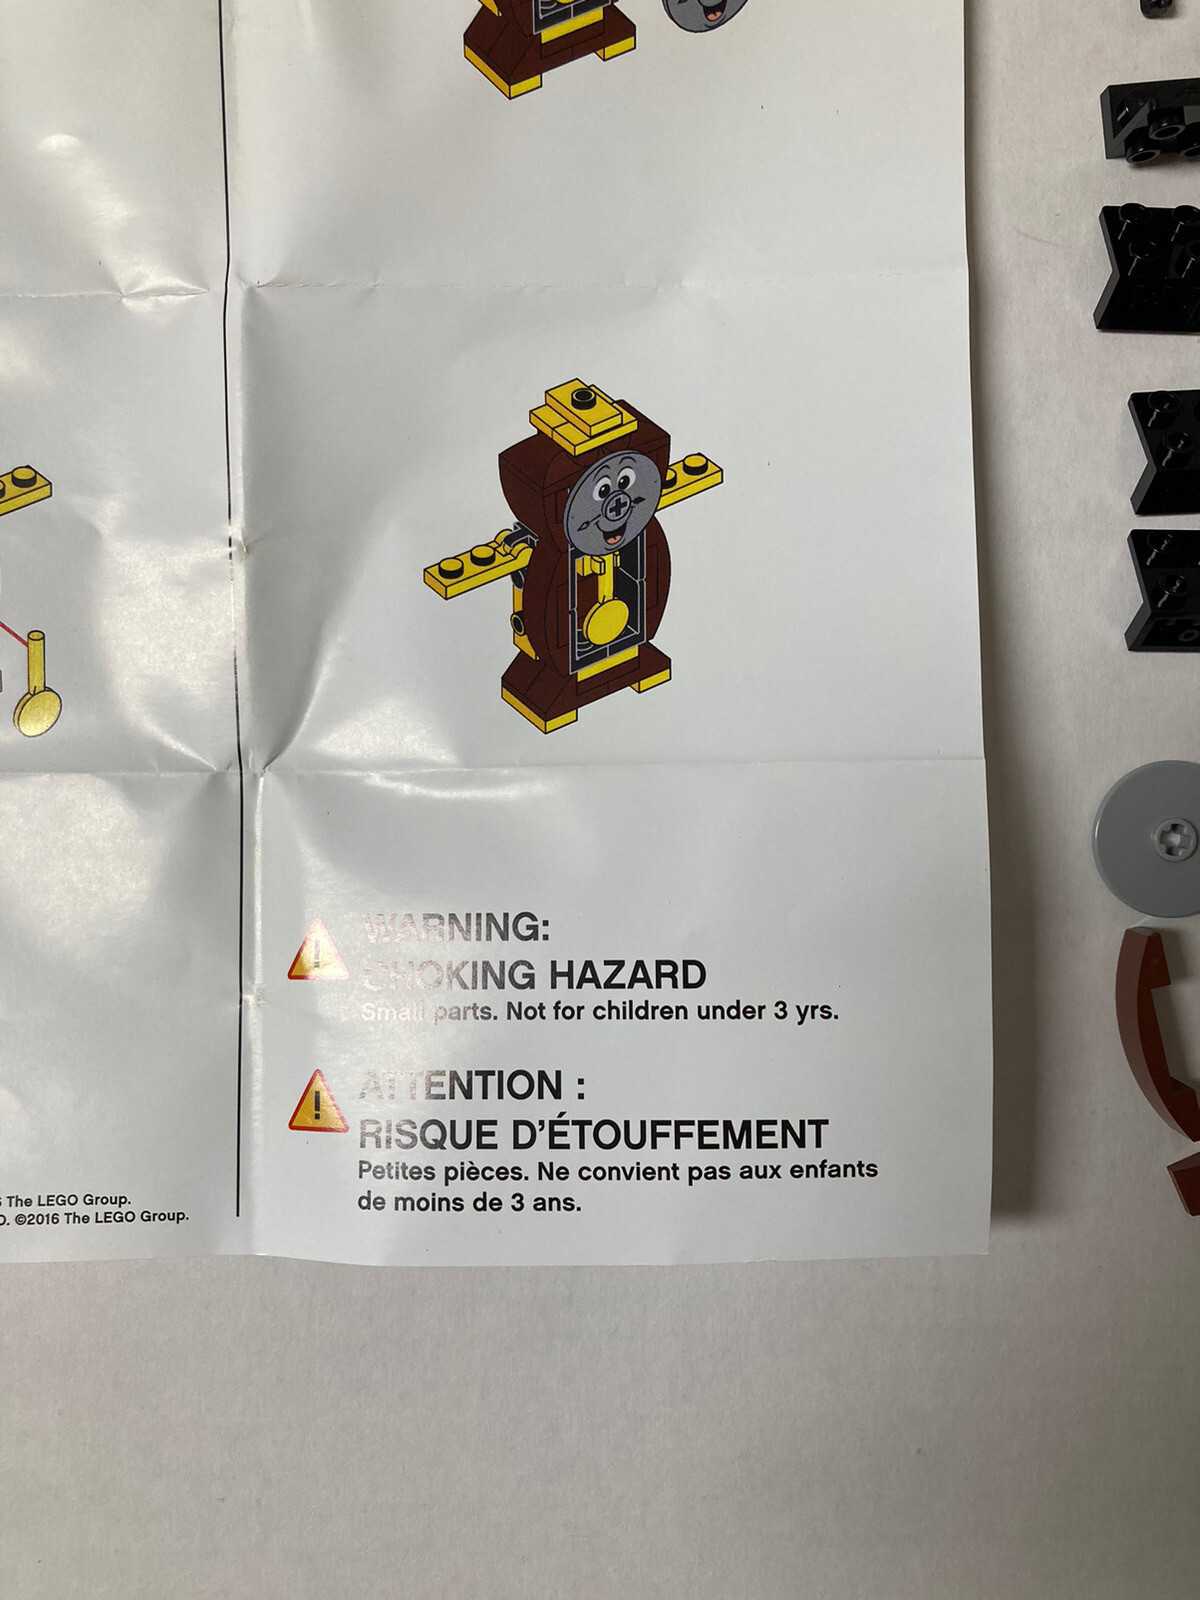 WARNING:
CHOKING HAZARD
Small parts. Not for children under 3 yrs.
ATTENTION :
RISQUE D'ÉTOUFFEMENT
Petites pièces. Ne convient pas aux enfants
de moins de 3 ans.
The LEGO Group.
©2016 The LEGO Group.